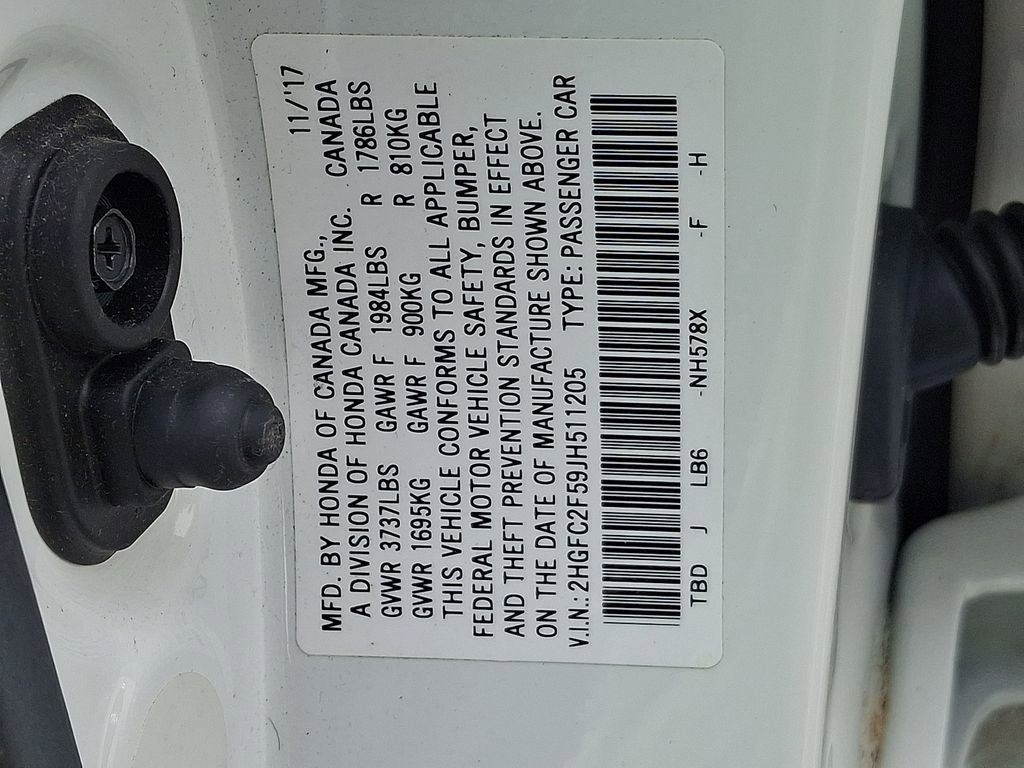 11/'17
MFD. BY HONDA OF CANADA MFG.,
A DIVISION OF HONDA CANADA INC. CANADA
GVWR 3737LBS GAWR F 1984LBS R 1786LBS
GVWR 1695KG GAWR F 900KG R 810KG
THIS VEHICLE CONFORMS TO ALL APPLICABLE
FEDERAL MOTOR VEHICLE SAFETY, BUMPER,
AND THEFT PREVENTION STANDARDS IN EFFECT
ON THE DATE OF MANUFACTURE SHOWN ABOVE.
V.I.N.: 2HGFC2F59JH511205 TYPE: PASSENGER CAR
TBD J LB6 -NH578X -F -H